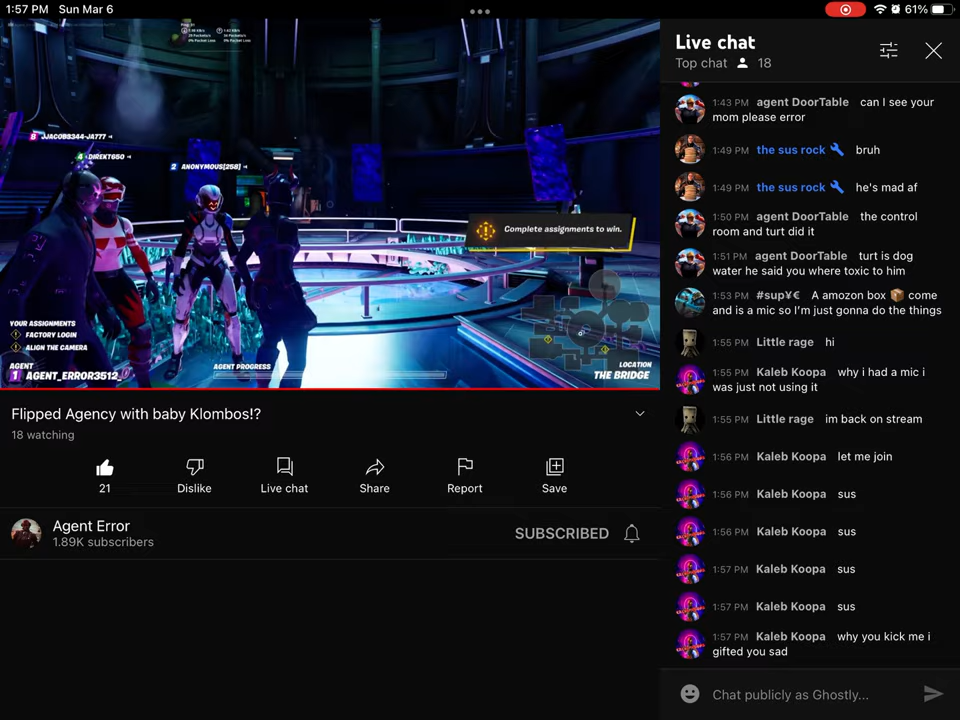 1:57 PM Sun Mar 6
61%
Live chat
Top chat 18
1:43 PM agent DoorTable can I see your
mom please error
1:49 PM the sus rock bruh
1:49 PM the sus rock he's mad af
1:50 PM agent DoorTable the control
room and turt did it
1:51 PM agent DoorTable turt is dog
water he said you where toxic to him
1:53 PM #sup¥€ A amozon box 📦 come
and is a mic so I'm just gonna do the things
1:55 PM Little rage hi
1:55 PM Kaleb Koopa why i had a mic i
was just not using it
1:55 PM Little rage im back on stream
1:56 PM Kaleb Koopa let me join
1:56 PM Kaleb Koopa sus
1:56 PM Kaleb Koopa sus
1:57 PM Kaleb Koopa sus
1:57 PM Kaleb Koopa sus
1:57 PM Kaleb Koopa why you kick me i
gifted you sad
Chat publicly as Ghostly...
8 JJACOBS344-JA777
4 DIREKT650
2 ANONYMOUS[258]
Complete assignments to win.
YOUR ASSIGNMENTS
FACTORY LOGIN
ALIGN THE CAMERA
AGENT
1 AGENT_ERROR3512_
AGENT PROGRESS
LOCATION
THE BRIDGE
Flipped Agency with baby Klombos!?
18 watching
21
Dislike
Live chat
Share
Report
Save
Agent Error
1.89K subscribers
SUBSCRIBED